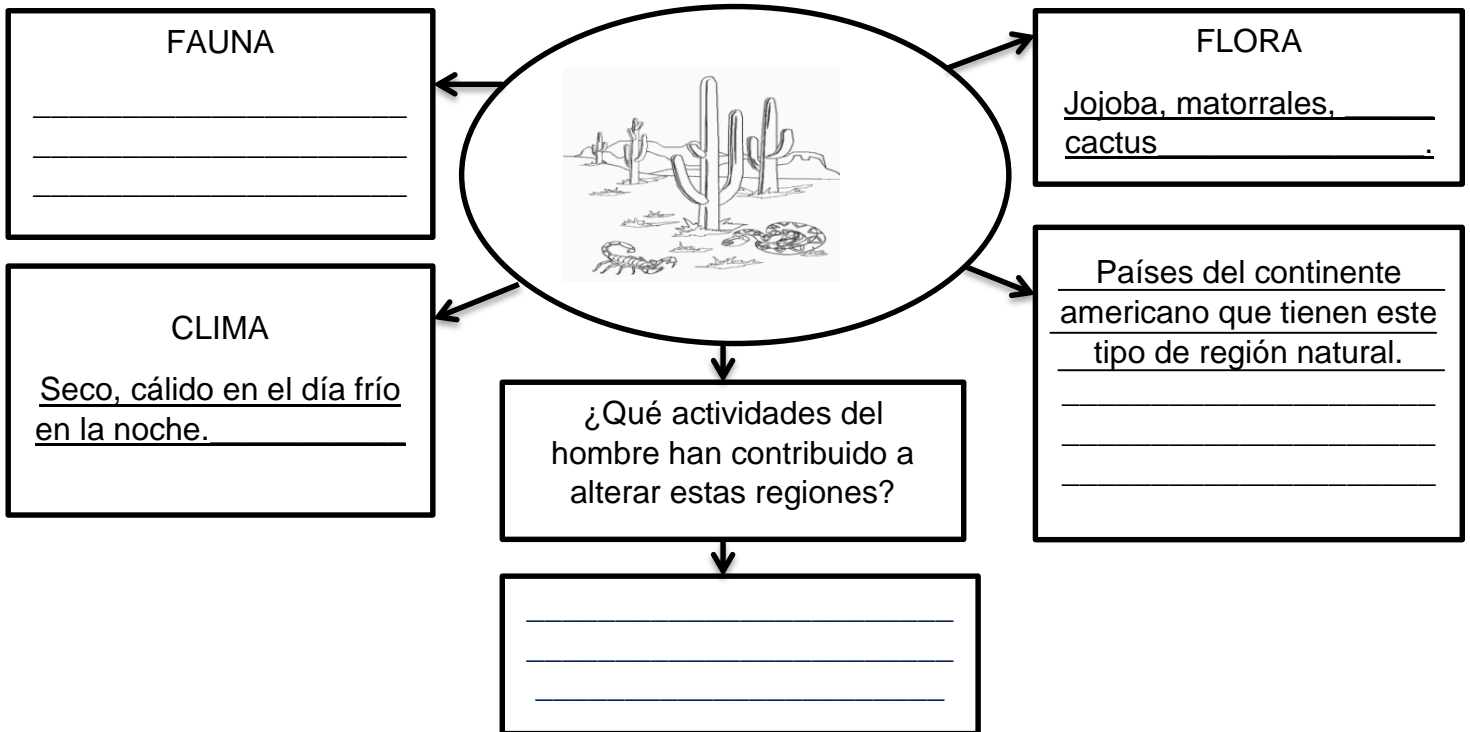 FAUNA
FLORA
Jojoba, matorrales,
cactus .
CLIMA
Seco, cálido en el día frío
en la noche.
Países del continente
americano que tienen este
tipo de región natural.
¿Qué actividades del
hombre han contribuido a
alterar estas regiones?